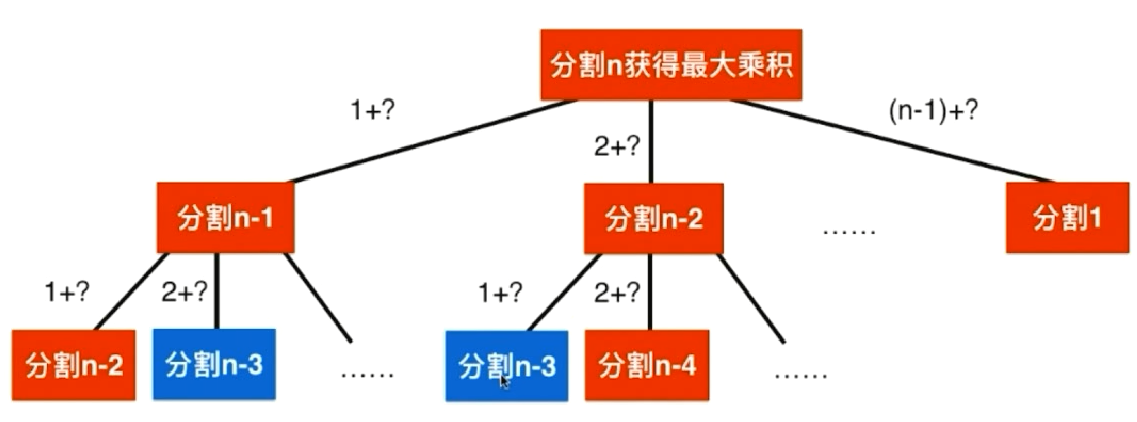 分割n获得最大乘积
1+?
2+?
(n-1)+?
分割n-1
分割n-2
……
分割1
1+?
2+?
1+?
2+?
分割n-2
分割n-3
……
分割n-3
分割n-4
……